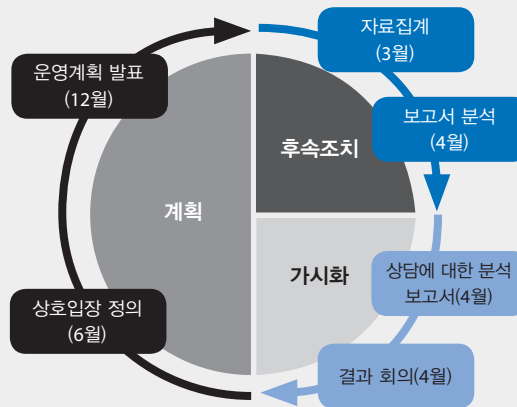 자료집계
(3월)
운영계획 발표
(12월)
보고서 분석
(4월)
후속조치
계획
가시화
상담에 대한 분석
보고서(4월)
상호입장 정의
(6월)
결과 회의(4월)